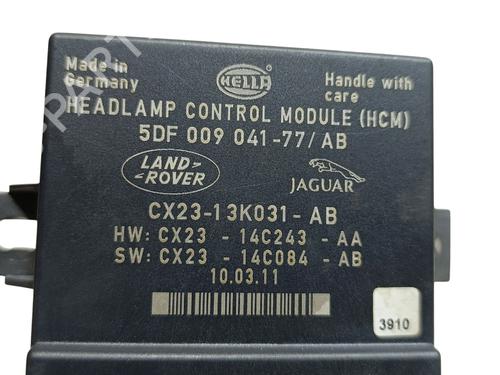 Made in Germany
HELLA
Handle with care
HEADLAMP CONTROL MODULE (HCM)
5DF 009 041-77/AB
LAND-ROVER
JAGUAR
CX23-13K031-AB
HW: CX23 - 14C243 - AA
SW: CX23 - 14C084 - AB
10.03.11
3910